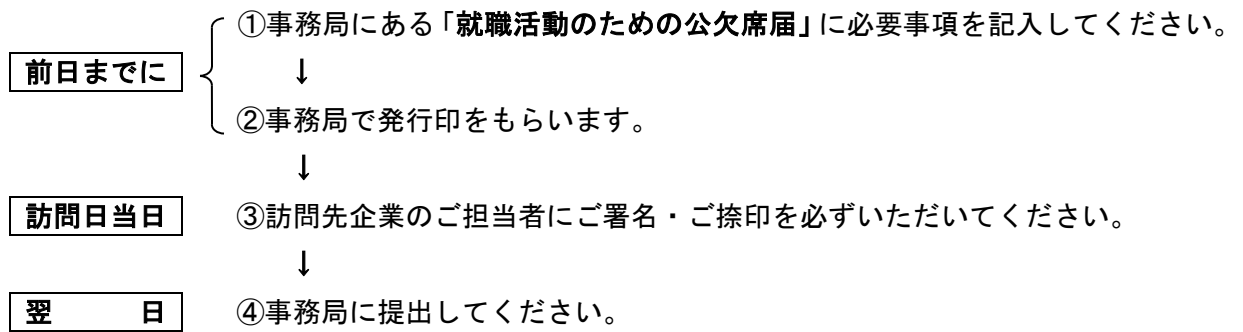 ①事務局にある「就職活動のための公欠席届」に必要事項を記入してください。
前日までに
↓
②事務局で発行印をもらいます。
↓
訪問日当日 ③訪問先企業のご担当者にご署名・ご捺印を必ずいただいてください。
↓
翌 日 ④事務局に提出してください。